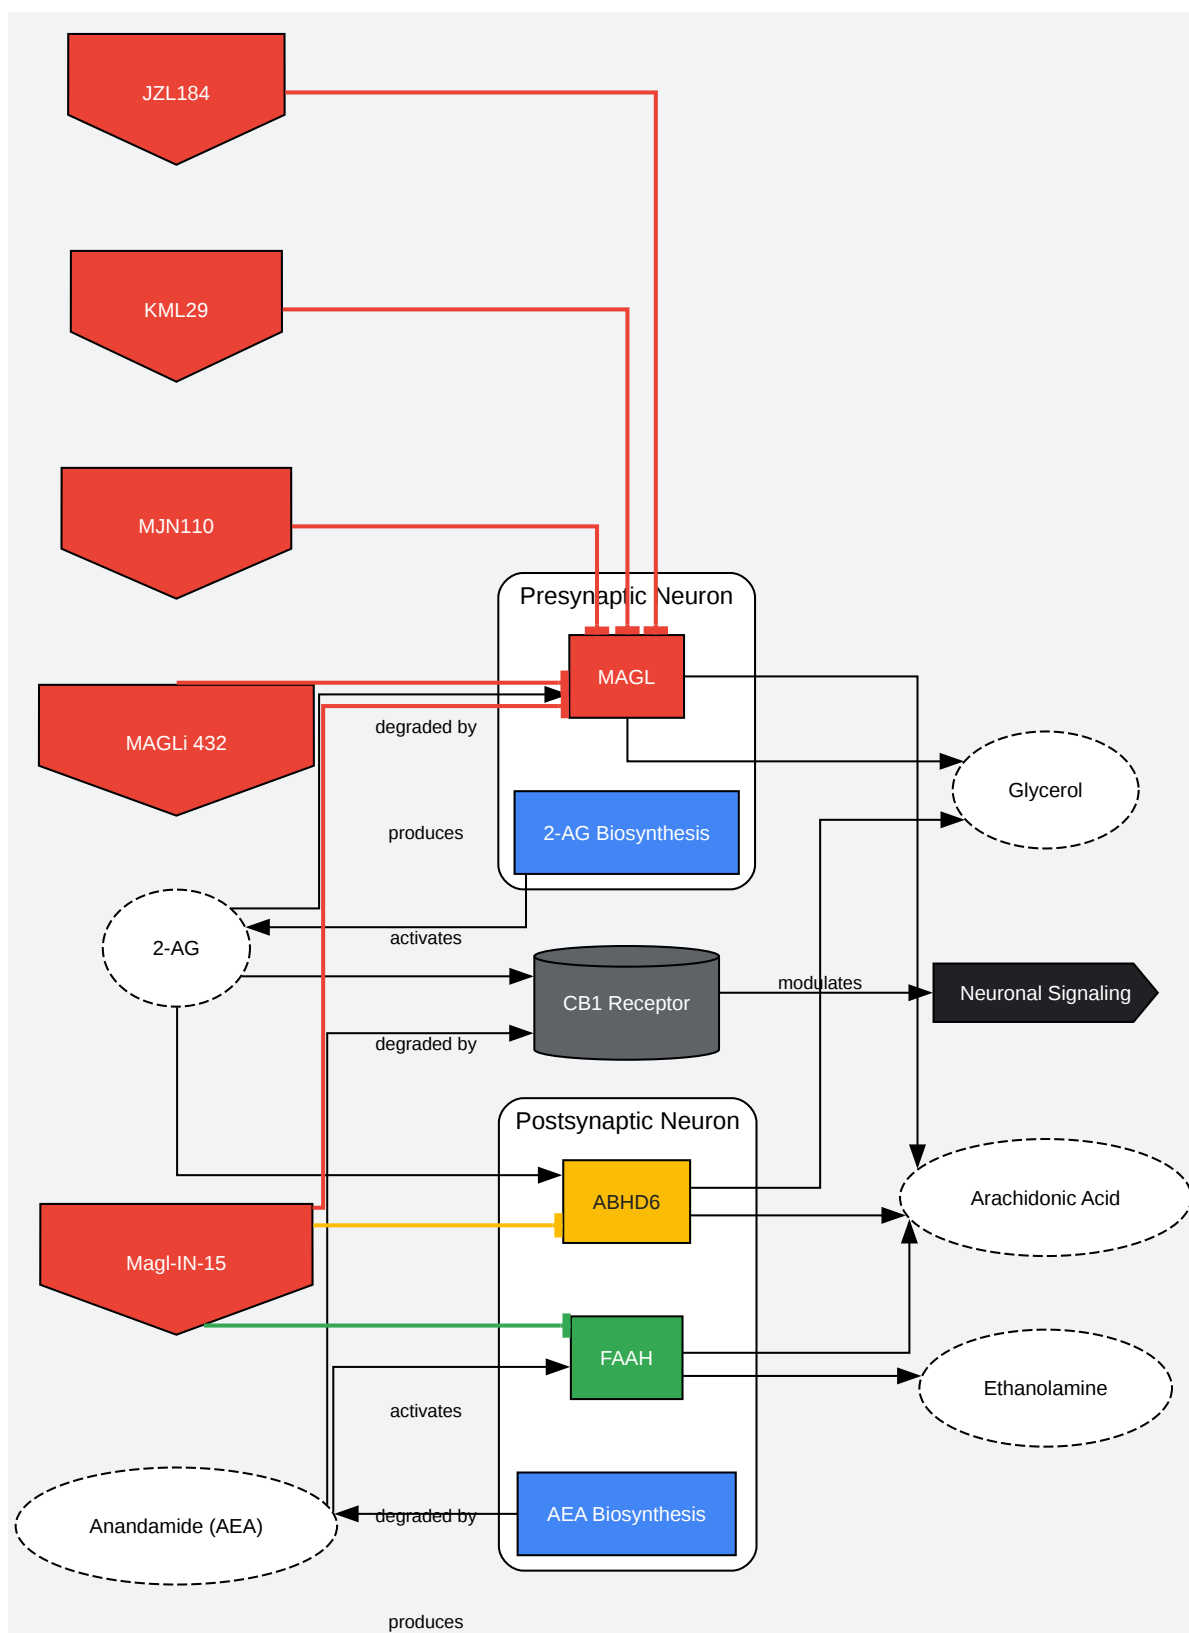 JZL184
KML29
MJN110
Presynaptic Neuron
MAGL
degraded by
MAGLi 432
Glycerol
produces
2-AG Biosynthesis
activates
2-AG
modulates
CB1 Receptor
Neuronal Signaling
degraded by
Postsynaptic Neuron
ABHD6
Arachidonic Acid
Magl-IN-15
FAAH
Ethanolamine
activates
degraded by
AEA Biosynthesis
Anandamide (AEA)
produces